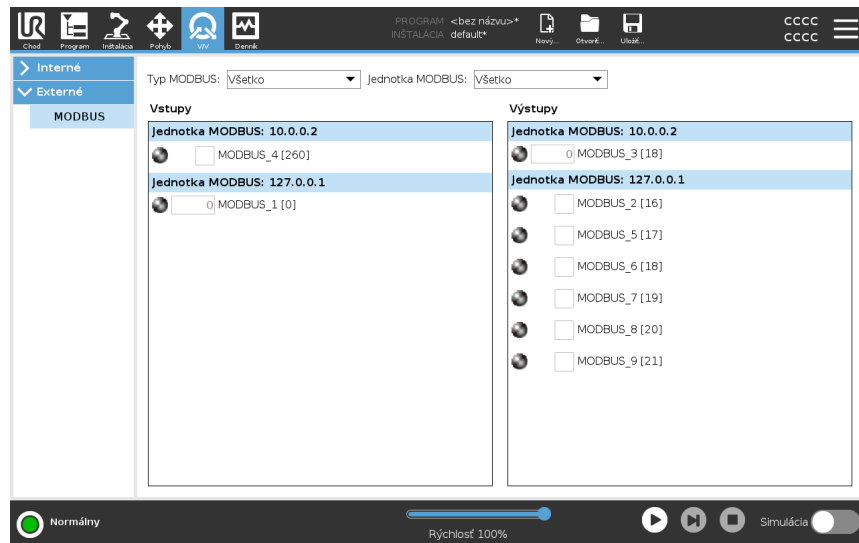 UR
PROGRAM <bez názvu>*
INŠTALÁCIA default*
CCCC
CCCC
Chod Program Inštalácia Pohyb V/V Denník Nový... Otvoriť... Uložiť...
Interné
Externé
MODBUS
Typ MODBUS: Všetko Jednotka MODBUS: Všetko
Vstupy
Jednotka MODBUS: 10.0.0.2
MODBUS_4 [260]
Jednotka MODBUS: 127.0.0.1
0 MODBUS_1 [0]
Výstupy
Jednotka MODBUS: 10.0.0.2
0 MODBUS_3 [18]
Jednotka MODBUS: 127.0.0.1
MODBUS_2 [16]
MODBUS_5 [17]
MODBUS_6 [18]
MODBUS_7 [19]
MODBUS_8 [20]
MODBUS_9 [21]
Normálny
Rýchlosť 100%
Simulácia